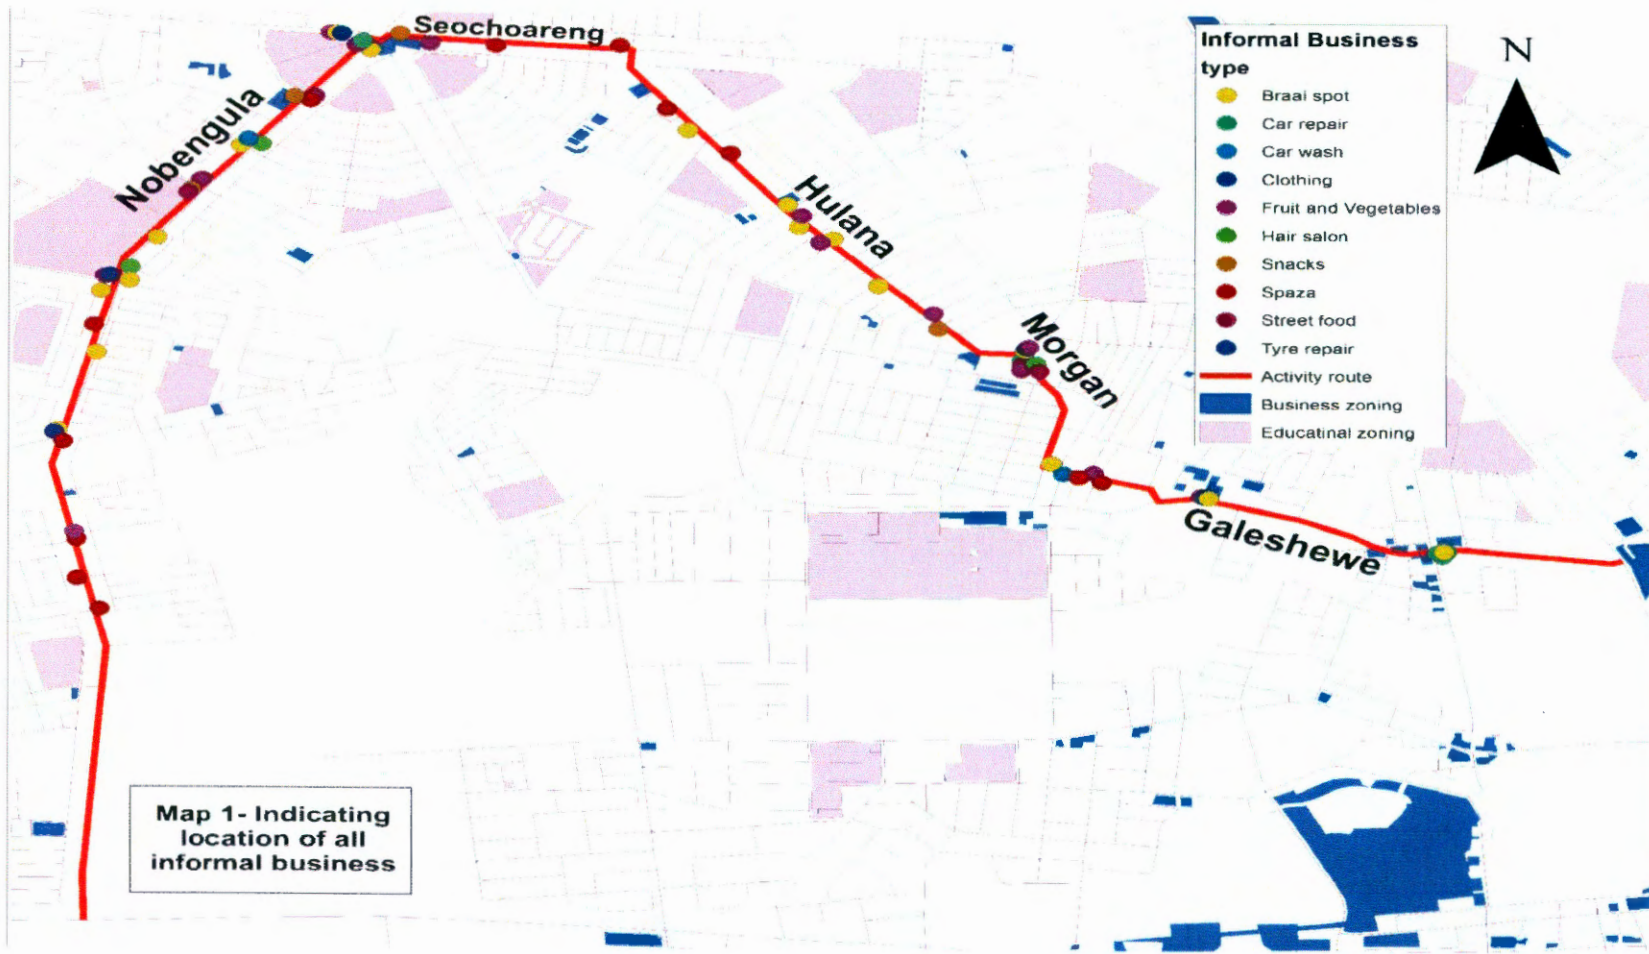 Seochoareng
Nobengula
Hulana
Morgan
Galeshewe
Informal Business
type
Braai spot
Car repair
Car wash
Clothing
Fruit and Vegetables
Hair salon
Snacks
Spaza
Street food
Tyre repair
Activity route
Business zoning
Educatinal zoning
N
Map 1- Indicating
location of all
informal business